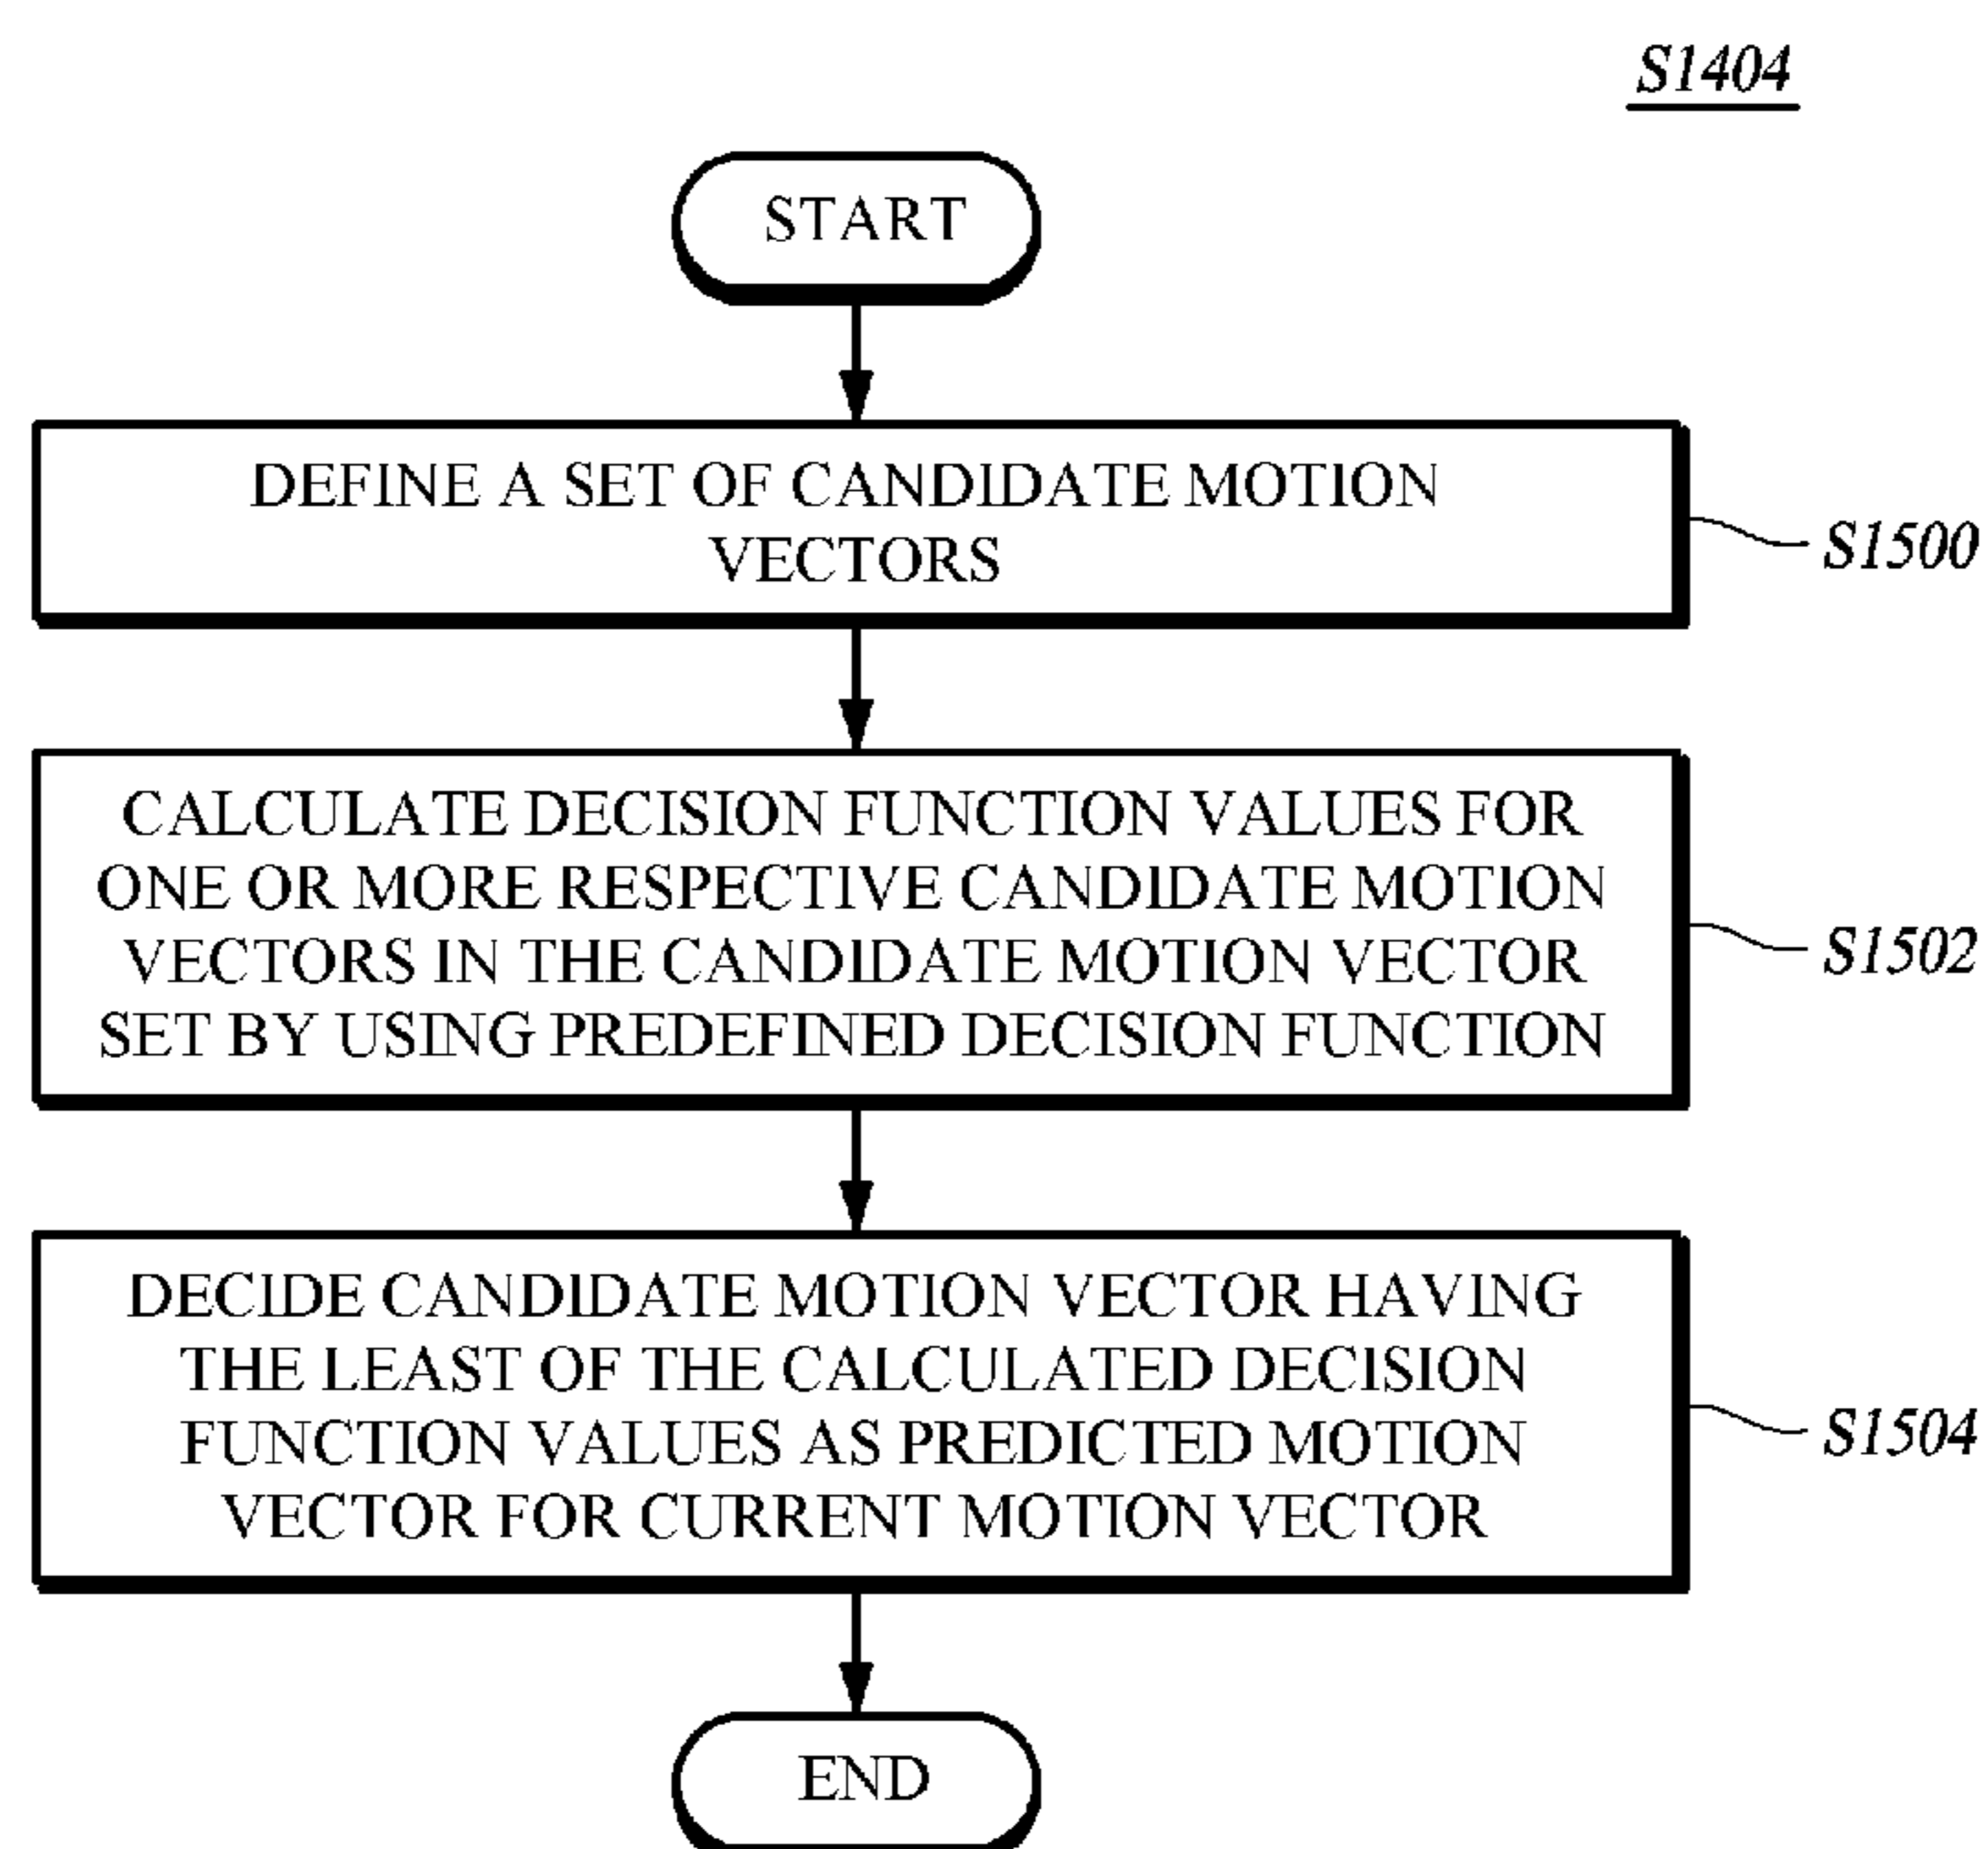 S1404
START
DEFINE A SET OF CANDIDATE MOTION
VECTORS
S1500
CALCULATE DECISION FUNCTION VALUES FOR
ONE OR MORE RESPECTIVE CANDIDATE MOTION
VECTORS IN THE CANDIDATE MOTION VECTOR
SET BY USING PREDEFINED DECISION FUNCTION
S1502
DECIDE CANDIDATE MOTION VECTOR HAVING
THE LEAST OF THE CALCULATED DECISION
FUNCTION VALUES AS PREDICTED MOTION
VECTOR FOR CURRENT MOTION VECTOR
S1504
END